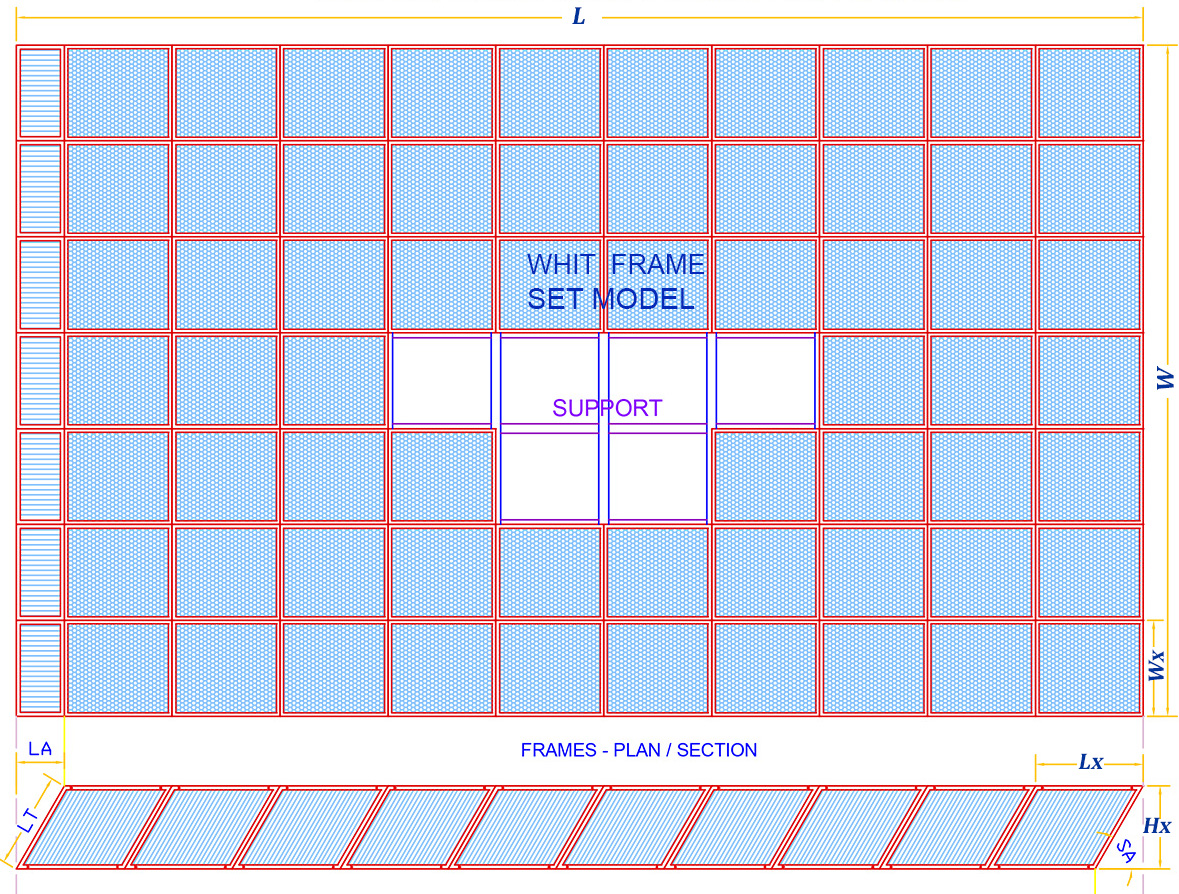 L
WHIT FRAME
SET MODEL
W
SUPPORT
Wx
LA
FRAMES - PLAN / SECTION
Lx
LT
Hx
SA